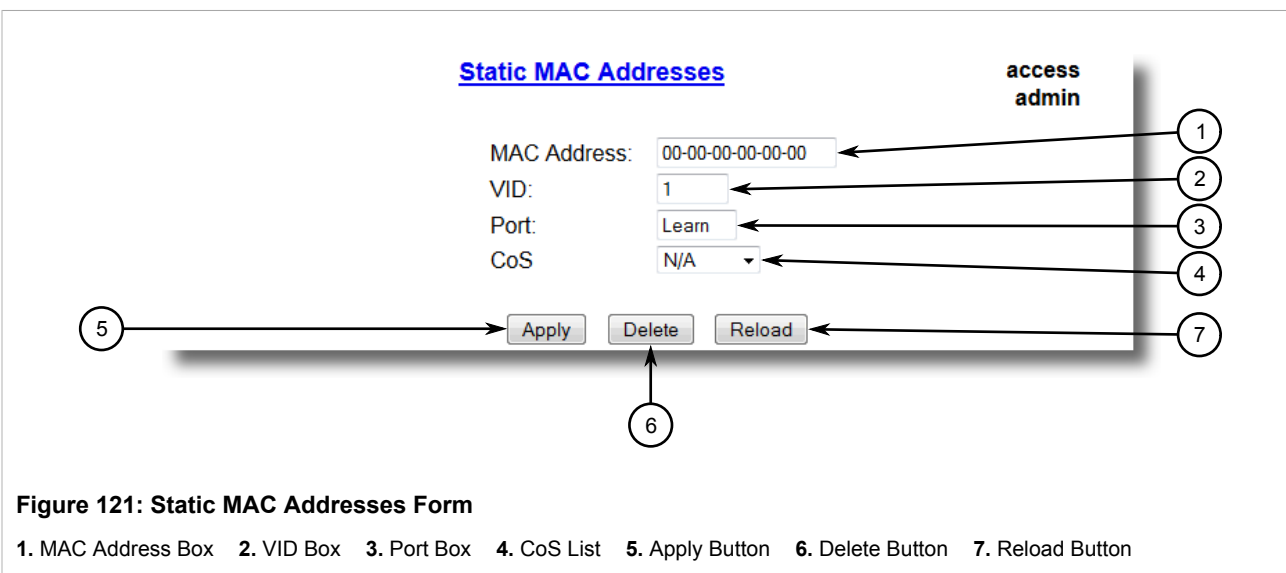 Static MAC Addresses
access
admin
MAC Address: 00-00-00-00-00-00
1
VID: 1
2
Port: Learn
3
CoS N/A
4
5
Apply Delete Reload
7
6
Figure 121: Static MAC Addresses Form
1. MAC Address Box 2. VID Box 3. Port Box 4. CoS List 5. Apply Button 6. Delete Button 7. Reload Button